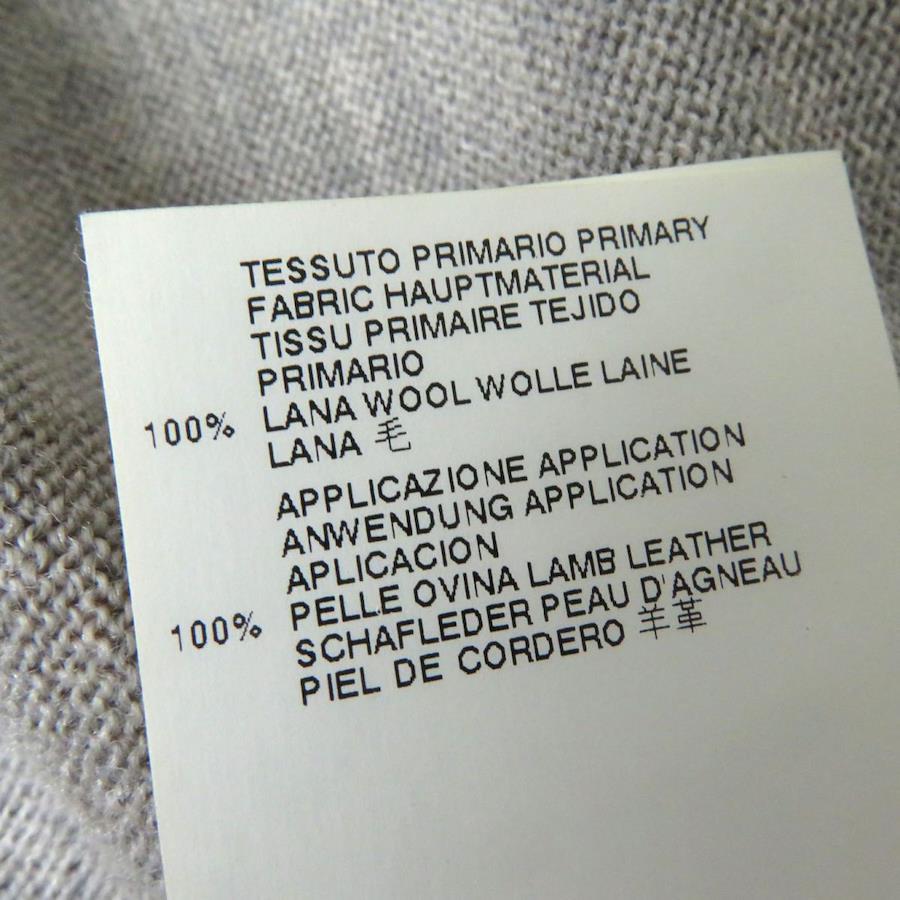 TESSUTO PRIMARIO PRIMARY
FABRIC HAUPTMATERIAL
TISSU PRIMAIRE TEJIDO
PRIMARIO
100% LANA WOOL WOLLE LAINE
LANA 毛
APPLICAZIONE APPLICATION
ANWENDUNG APPLICATION
APLICACION
100% PELLE OVINA LAMB LEATHER
SCHAFLEDER PEAU D'AGNEAU
PIEL DE CORDERO 羊革